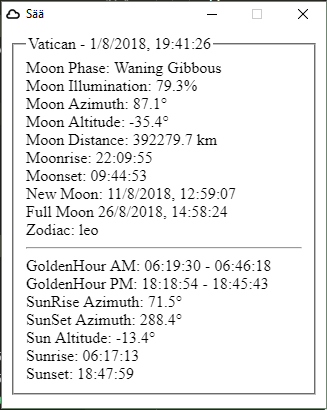 Sää
Vatican - 1/8/2018, 19:41:26
Moon Phase: Waning Gibbous
Moon Illumination: 79.3%
Moon Azimuth: 87.1°
Moon Altitude: -35.4°
Moon Distance: 392279.7 km
Moonrise: 22:09:55
Moonset: 09:44:53
New Moon: 11/8/2018, 12:59:07
Full Moon 26/8/2018, 14:58:24
Zodiac: leo
GoldenHour AM: 06:19:30 - 06:46:18
GoldenHour PM: 18:18:54 - 18:45:43
SunRise Azimuth: 71.5°
SunSet Azimuth: 288.4°
Sun Altitude: -13.4°
Sunrise: 06:17:13
Sunset: 18:47:59